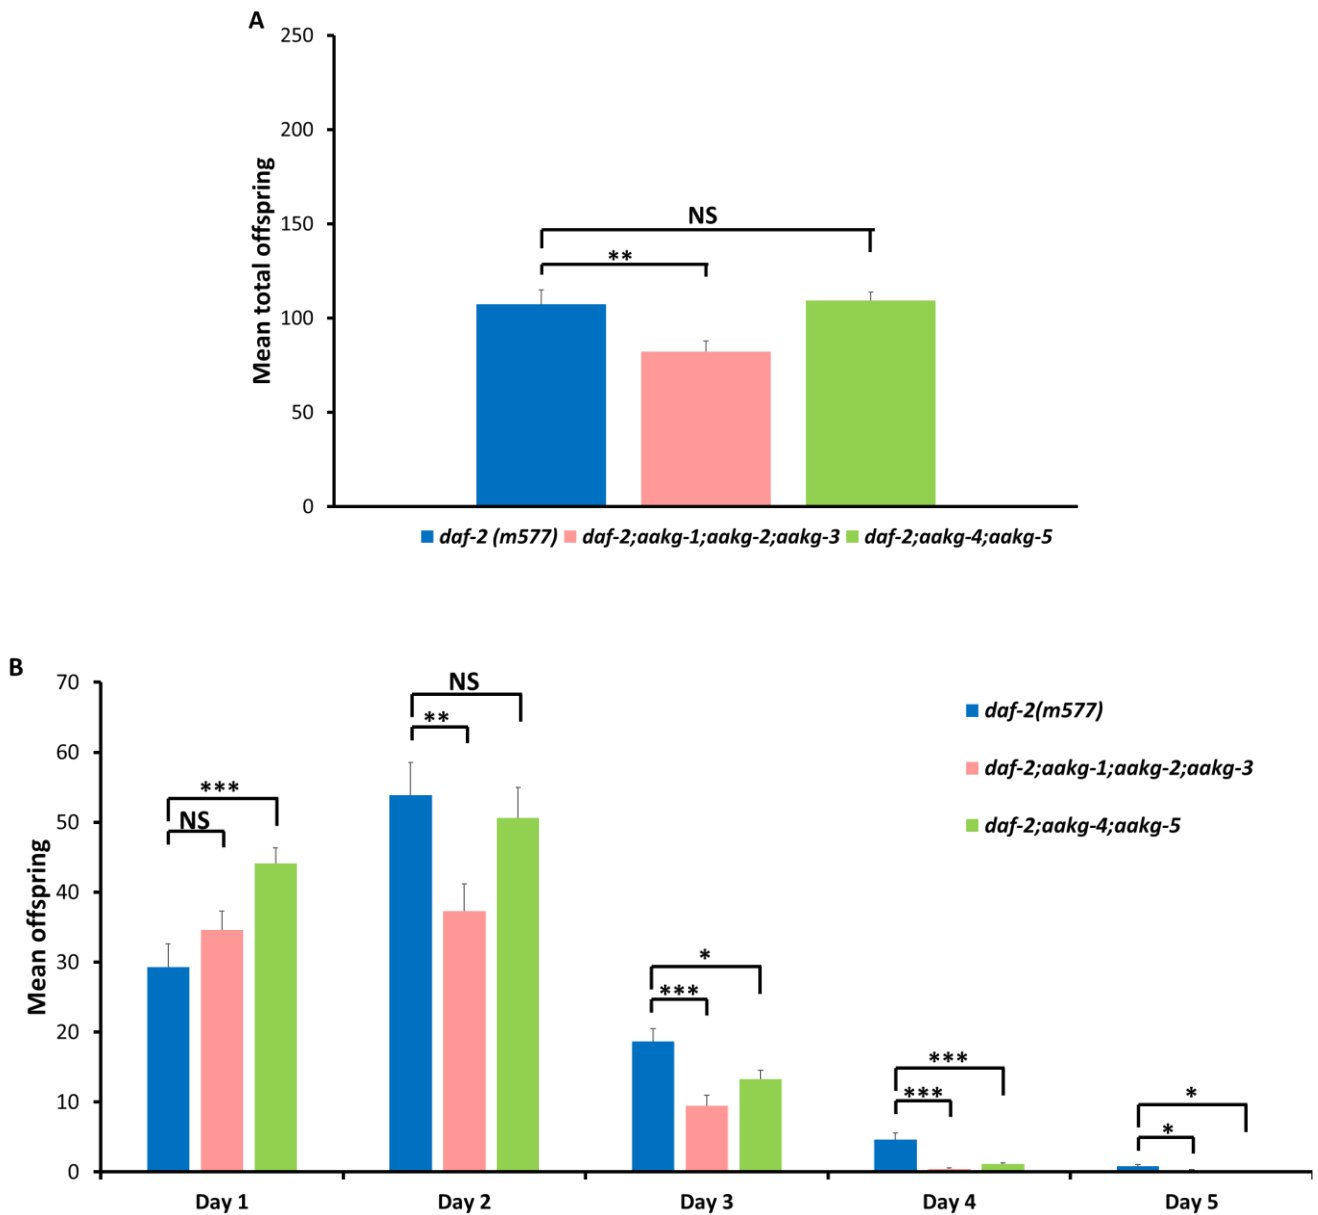 A
250
200
150
100
50
0
Mean total offspring
NS
**
daf-2 (m577) daf-2;aakg-1;aakg-2;aakg-3 daf-2;aakg-4;aakg-5
B
70
60
50
40
30
20
10
0
Mean offspring
***
NS
NS
**
*
***
***
***
*
*
daf-2(m577)
daf-2;aakg-1;aakg-2;aakg-3
daf-2;aakg-4;aakg-5
Day 1 Day 2 Day 3 Day 4 Day 5